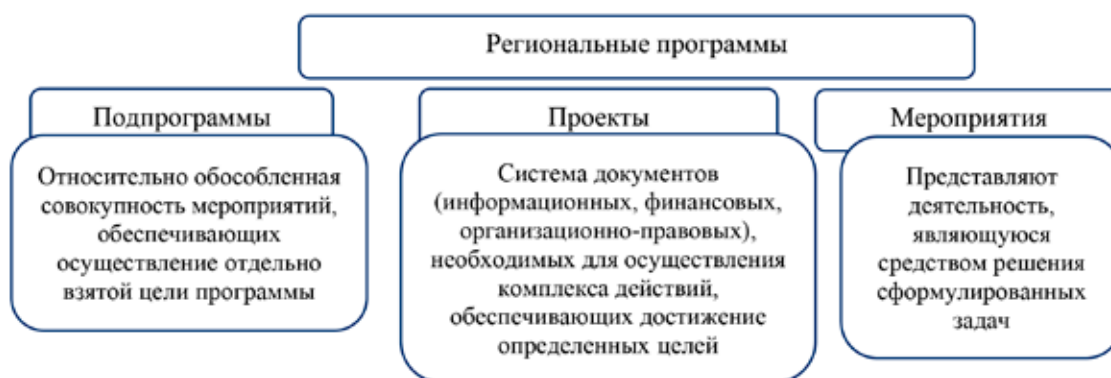 Региональные программы
Подпрограммы
Относительно обособленная
совокупность мероприятий,
обеспечивающих
осуществление отдельно
взятой цели программы
Проекты
Система документов
(информационных, финансовых,
организационно-правовых),
необходимых для осуществления
комплекса действий,
обеспечивающих достижение
определенных целей
Мероприятия
Представляют
деятельность,
являющуюся
средством решения
сформулированных
задач